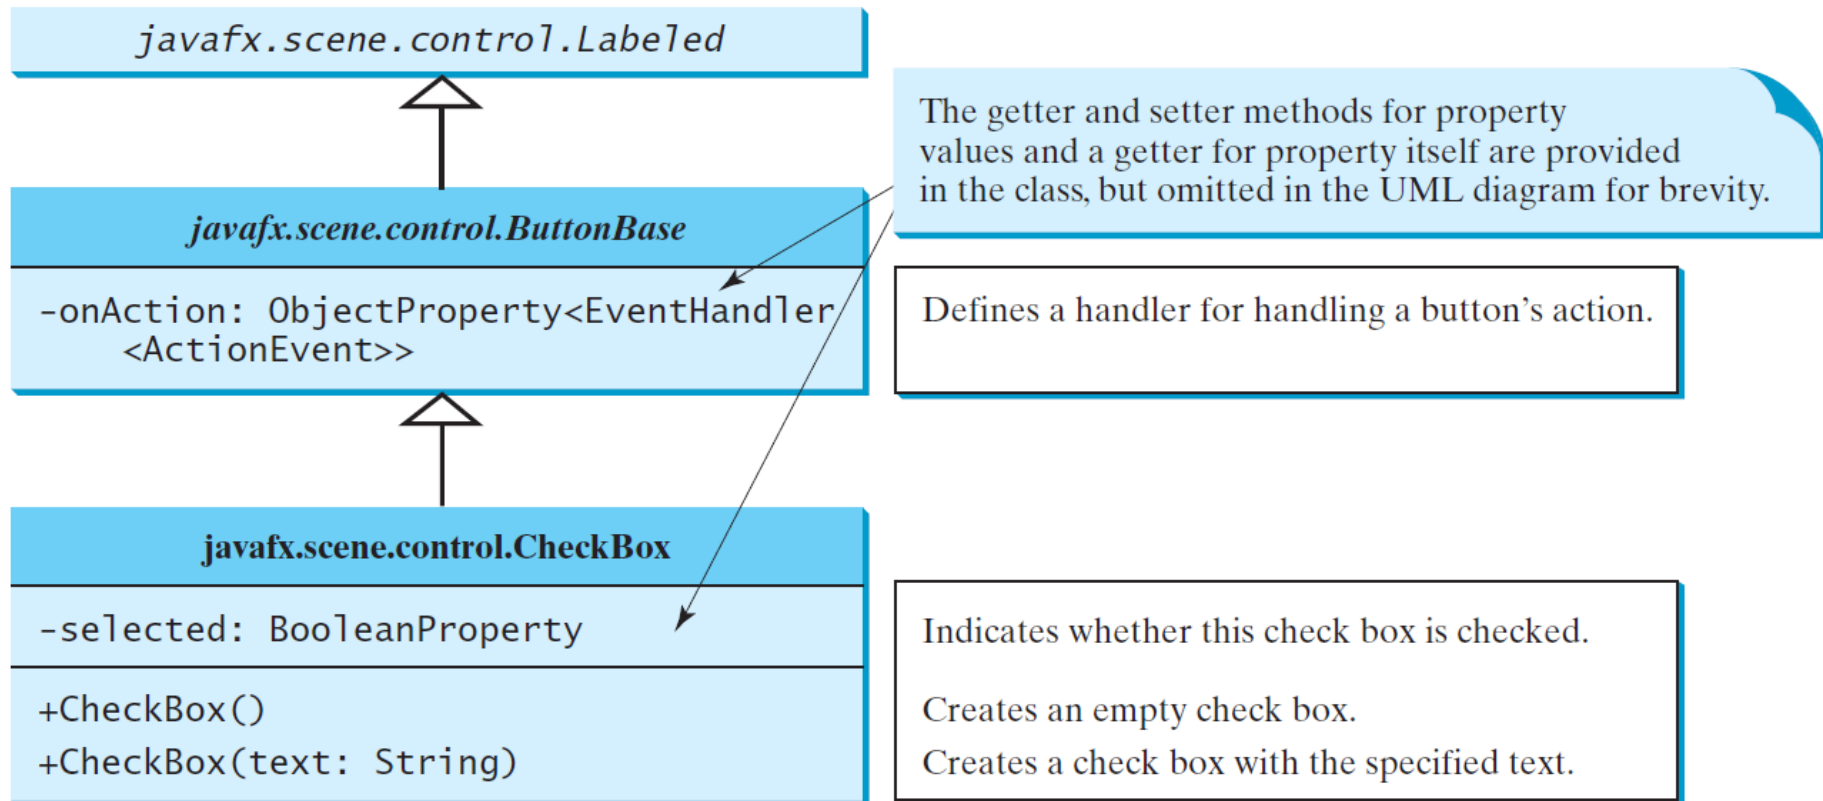 javafx.scene.control.Labeled
The getter and setter methods for property
values and a getter for property itself are provided
in the class, but omitted in the UML diagram for brevity.
javafx.scene.control.ButtonBase
-onAction: ObjectProperty<EventHandler
<ActionEvent>>
Defines a handler for handling a button’s action.
javafx.scene.control.CheckBox
-selected: BooleanProperty
Indicates whether this check box is checked.
+CheckBox()
Creates an empty check box.
+CheckBox(text: String)
Creates a check box with the specified text.